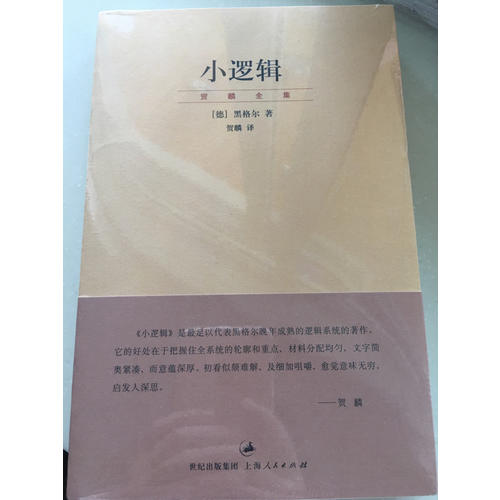 小逻辑
贺麟全集
[德] 黑格尔 著
贺麟 译
《小逻辑》是最足以代表黑格尔晚年成熟的逻辑系统的著作。
它的好处在于把握住全系统的轮廓和重点，材料分配均匀，文字简
奥紧凑，而意蕴深厚，初看似颇难解，及细加咀嚼，愈觉意味无穷，
启发人深思。
——贺 麟
世纪出版集团 上海人民出版社